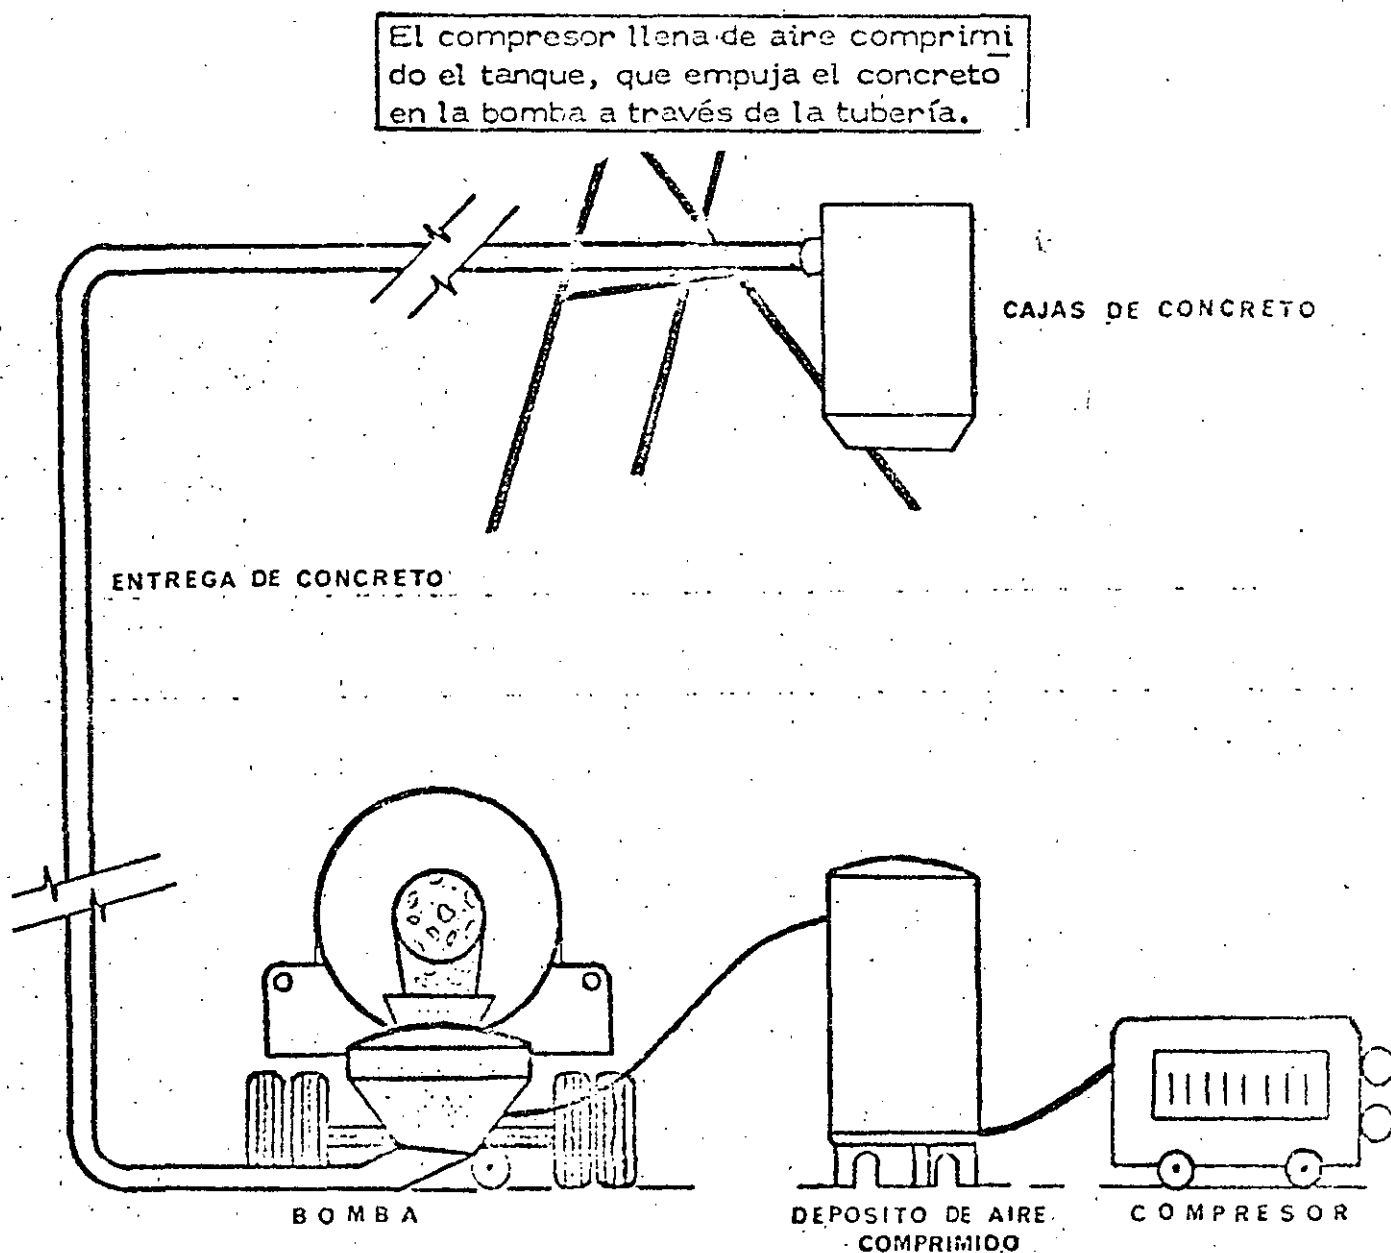 El compresor llena de aire comprimi
do el tanque, que empuja el concreto
en la bomba a través de la tubería.
CAJAS DE CONCRETO
ENTREGA DE CONCRETO
BOMBA
DEPOSITO DE AIRE
COMPRIMIDO
COMPRESOR